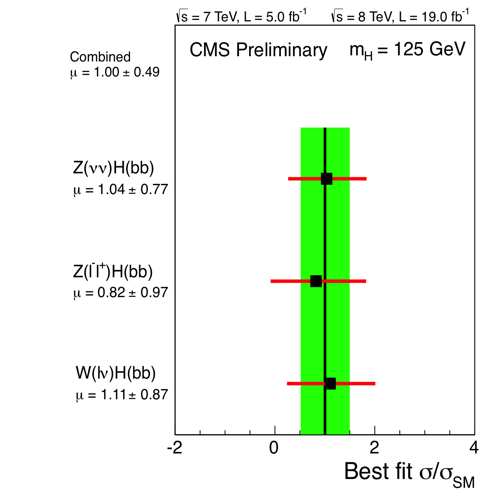 √s = 7 TeV, L = 5.0 fb⁻¹ √s = 8 TeV, L = 19.0 fb⁻¹
CMS Preliminary m_H = 125 GeV
Combined
μ = 1.00 ± 0.49
Z(νν)H(bb)
μ = 1.04 ± 0.77
Z(l⁻l⁺)H(bb)
μ = 0.82 ± 0.97
W(lν)H(bb)
μ = 1.11 ± 0.87
-2 0 2 4
Best fit σ/σ_SM